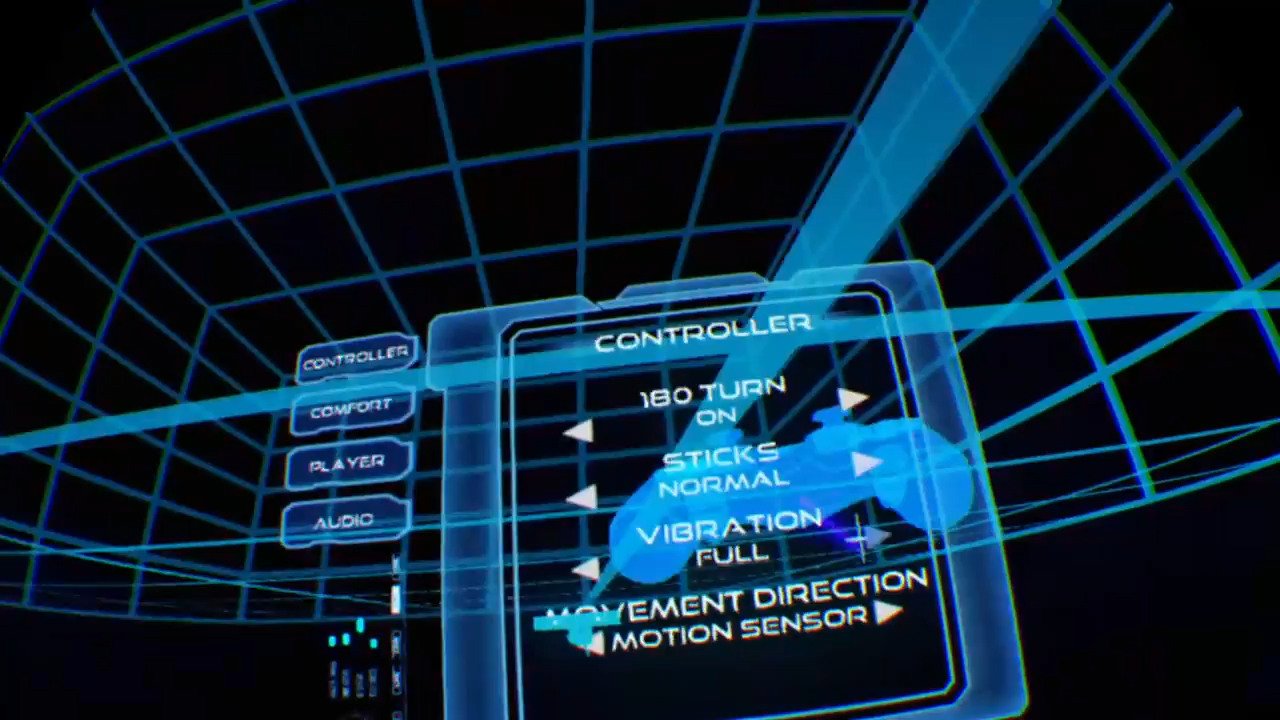 CONTROLLER
COMFORT
PLAYER
AUDIO
CONTROLLER
180 TURN
ON
STICKS
NORMAL
VIBRATION
FULL
MOVEMENT DIRECTION
MOTION SENSOR